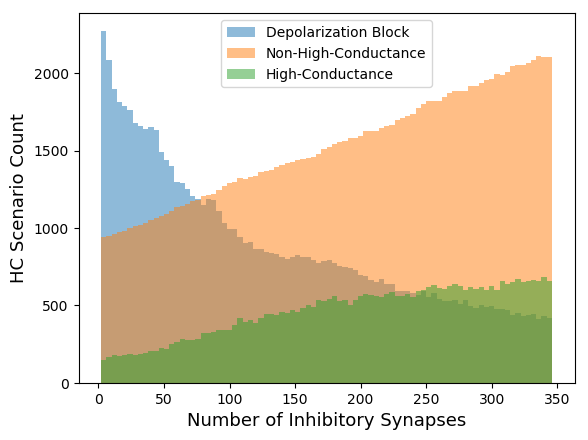 Depolarization Block
Non-High-Conductance
High-Conductance
2000
1500
1000
500
0
HC Scenario Count
0 50 100 150 200 250 300 350
Number of Inhibitory Synapses